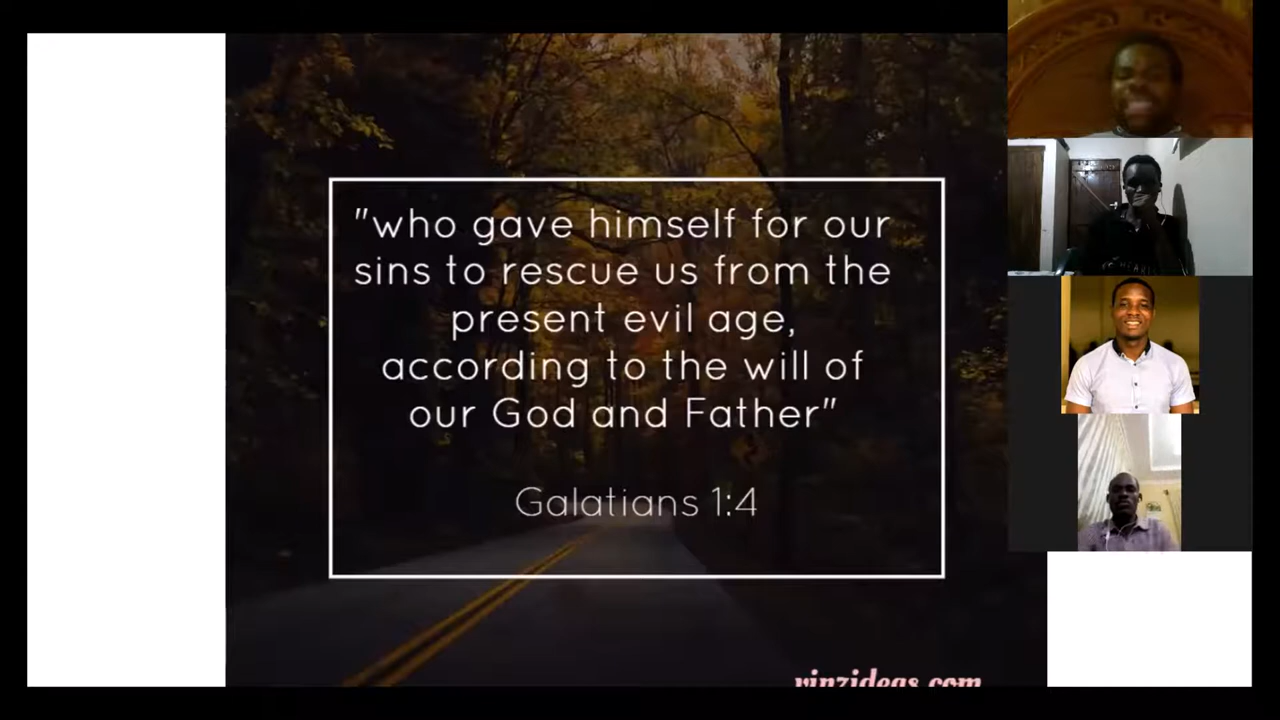 "who gave himself for our
sins to rescue us from the
present evil age,
according to the will of
our God and Father"
Galatians 1:4
vinzideas.com